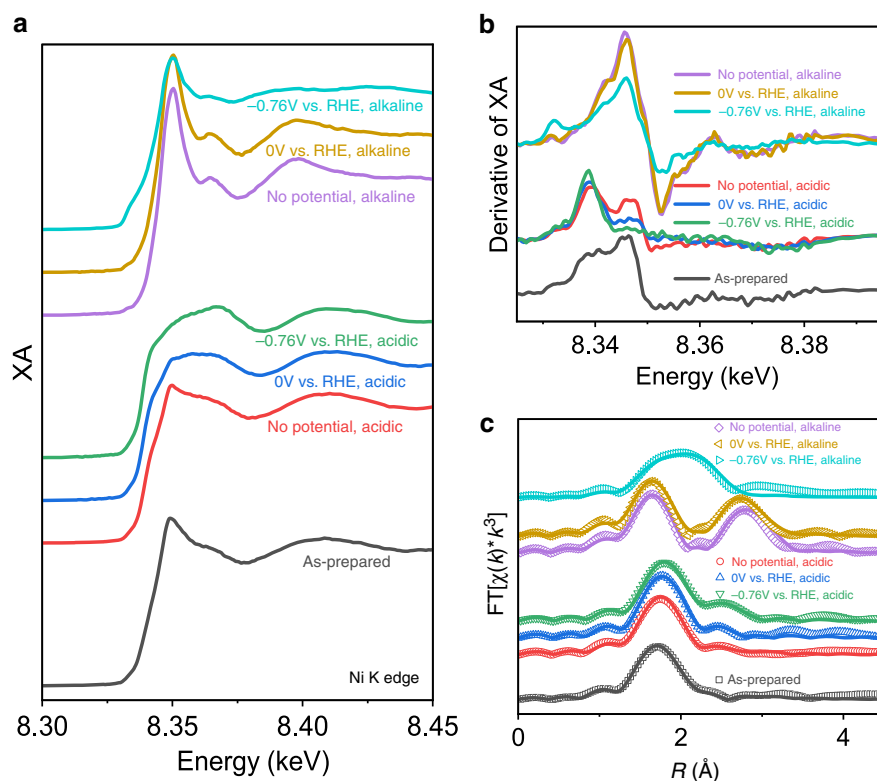 a
XA
−0.76V vs. RHE, alkaline
0V vs. RHE, alkaline
No potential, alkaline
−0.76V vs. RHE, acidic
0V vs. RHE, acidic
No potential, acidic
As-prepared
Ni K edge
8.30 8.35 8.40 8.45
Energy (keV)
b
Derivative of XA
No potential, alkaline
0V vs. RHE, alkaline
−0.76V vs. RHE, alkaline
No potential, acidic
0V vs. RHE, acidic
−0.76V vs. RHE, acidic
As-prepared
8.34 8.36 8.38
Energy (keV)
c
FT[χ(k)*k³]
No potential, alkaline
0V vs. RHE, alkaline
−0.76V vs. RHE, alkaline
No potential, acidic
0V vs. RHE, acidic
−0.76V vs. RHE, acidic
As-prepared
0 2 4
R (Å)